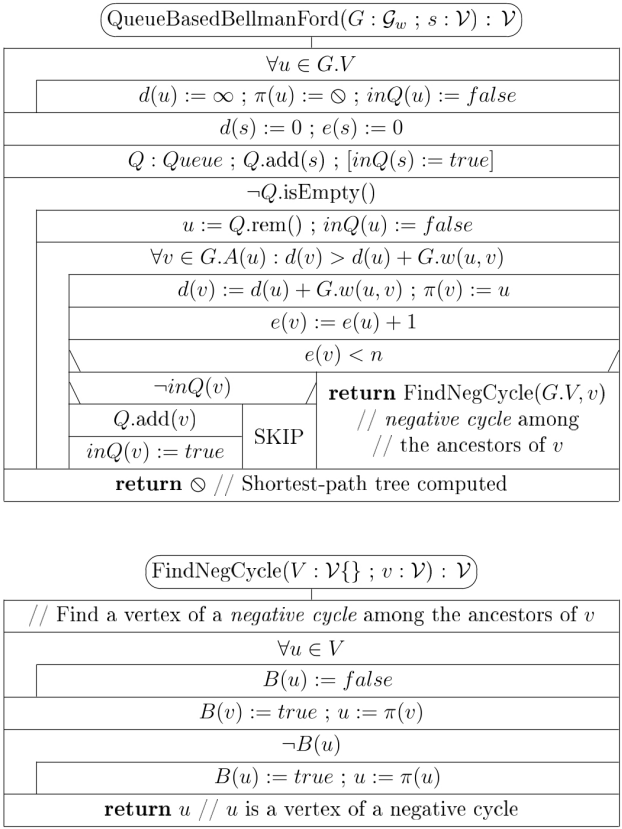 QueueBasedBellmanFord(G : 𝒢_w ; s : 𝒱) : 𝒱
∀u ∈ G.V
d(u) := ∞ ; π(u) := ⦸ ; inQ(u) := false
d(s) := 0 ; e(s) := 0
Q : Queue ; Q.add(s) ; [inQ(s) := true]
¬Q.isEmpty()
u := Q.rem() ; inQ(u) := false
∀v ∈ G.A(u) : d(v) > d(u) + G.w(u, v)
d(v) := d(u) + G.w(u, v) ; π(v) := u
e(v) := e(u) + 1
e(v) < n
¬inQ(v)
Q.add(v)
inQ(v) := true
SKIP
return FindNegCycle(G.V, v)
// negative cycle among
// the ancestors of v
return ⦸ // Shortest-path tree computed
FindNegCycle(V : 𝒱{} ; v : 𝒱) : 𝒱
// Find a vertex of a negative cycle among the ancestors of v
∀u ∈ V
B(u) := false
B(v) := true ; u := π(v)
¬B(u)
B(u) := true ; u := π(u)
return u // u is a vertex of a negative cycle